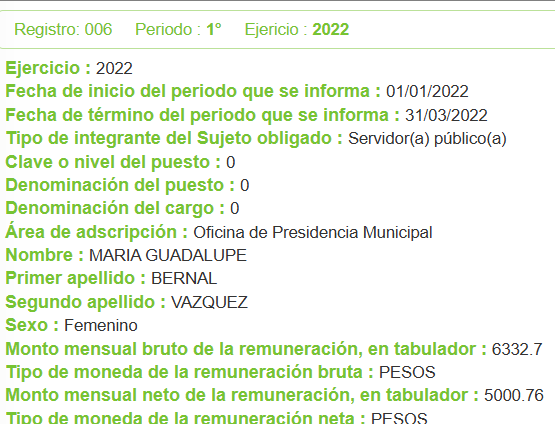 Registro: 006 Periodo : 1° Ejericio : 2022
Ejercicio : 2022
Fecha de inicio del periodo que se informa : 01/01/2022
Fecha de término del periodo que se informa : 31/03/2022
Tipo de integrante del Sujeto obligado : Servidor(a) público(a)
Clave o nivel del puesto : 0
Denominación del puesto : 0
Denominación del cargo : 0
Área de adscripción : Oficina de Presidencia Municipal
Nombre : MARIA GUADALUPE
Primer apellido : BERNAL
Segundo apellido : VAZQUEZ
Sexo : Femenino
Monto mensual bruto de la remuneración, en tabulador : 6332.7
Tipo de moneda de la remuneración bruta : PESOS
Monto mensual neto de la remuneración, en tabulador : 5000.76
Tipo de moneda de la remuneración neta : PESOS